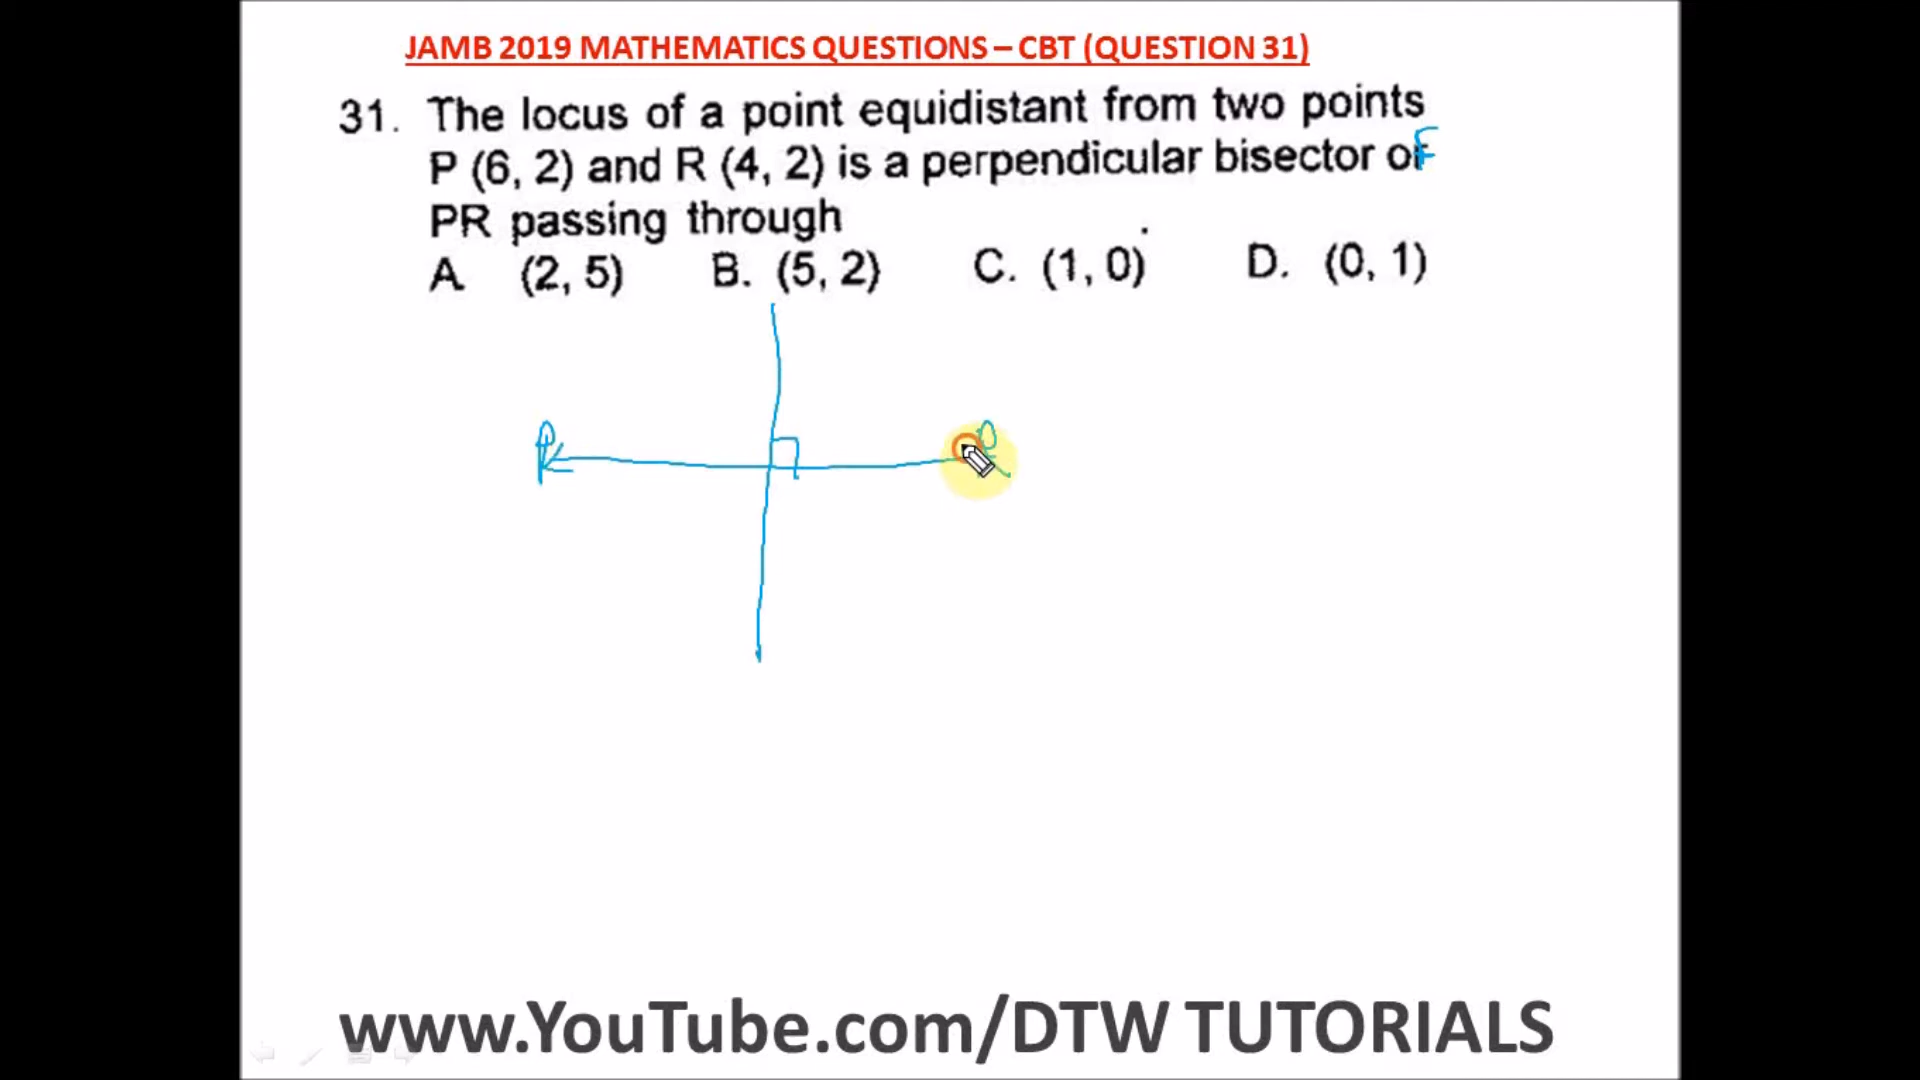 JAMB 2019 MATHEMATICS QUESTIONS – CBT (QUESTION 31)
31. The locus of a point equidistant from two points
P (6, 2) and R (4, 2) is a perpendicular bisector of
PR passing through
A. (2, 5) B. (5, 2) C. (1, 0) D. (0, 1)
P R
www.YouTube.com/DTW TUTORIALS